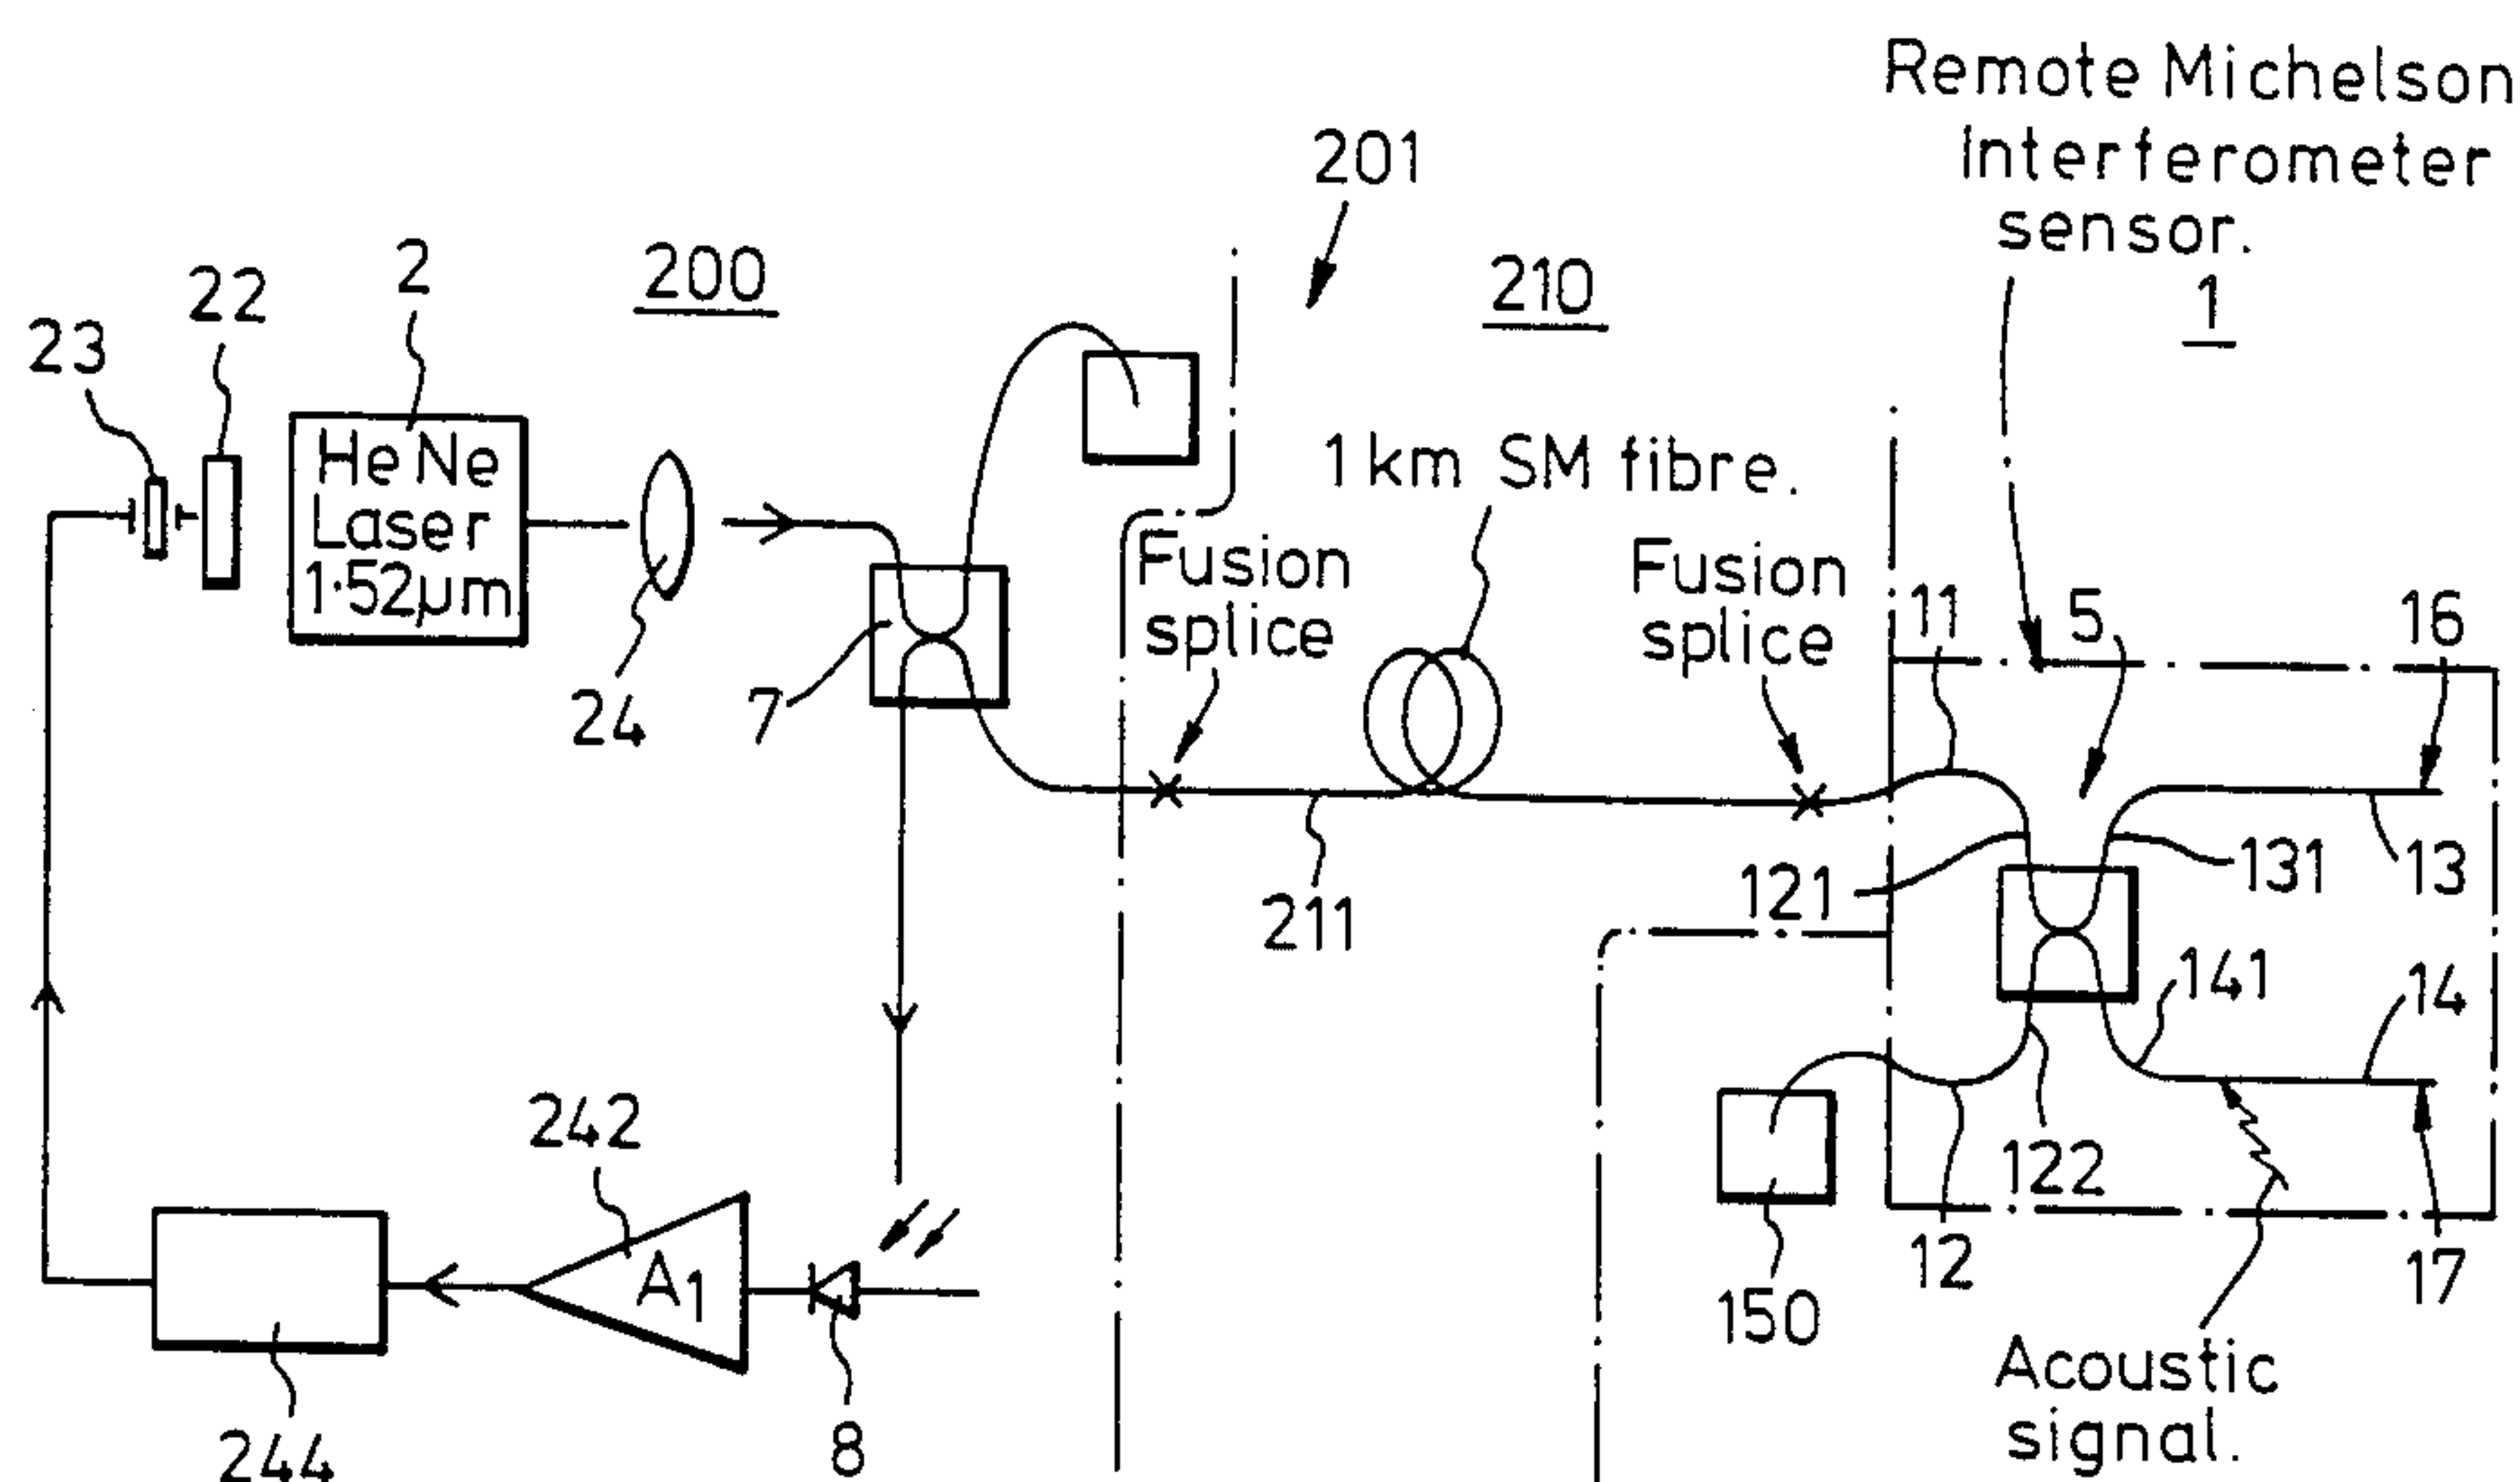 Remote Michelson
Interferometer
sensor.
1
201
200
210
2
22
23
HeNe
Laser
1·52μm
1km SM fibre.
Fusion
splice
Fusion
splice
11
5
16
24
7
211
121
131
13
141
14
242
A1
122
150
12
17
244
8
Acoustic
signal.